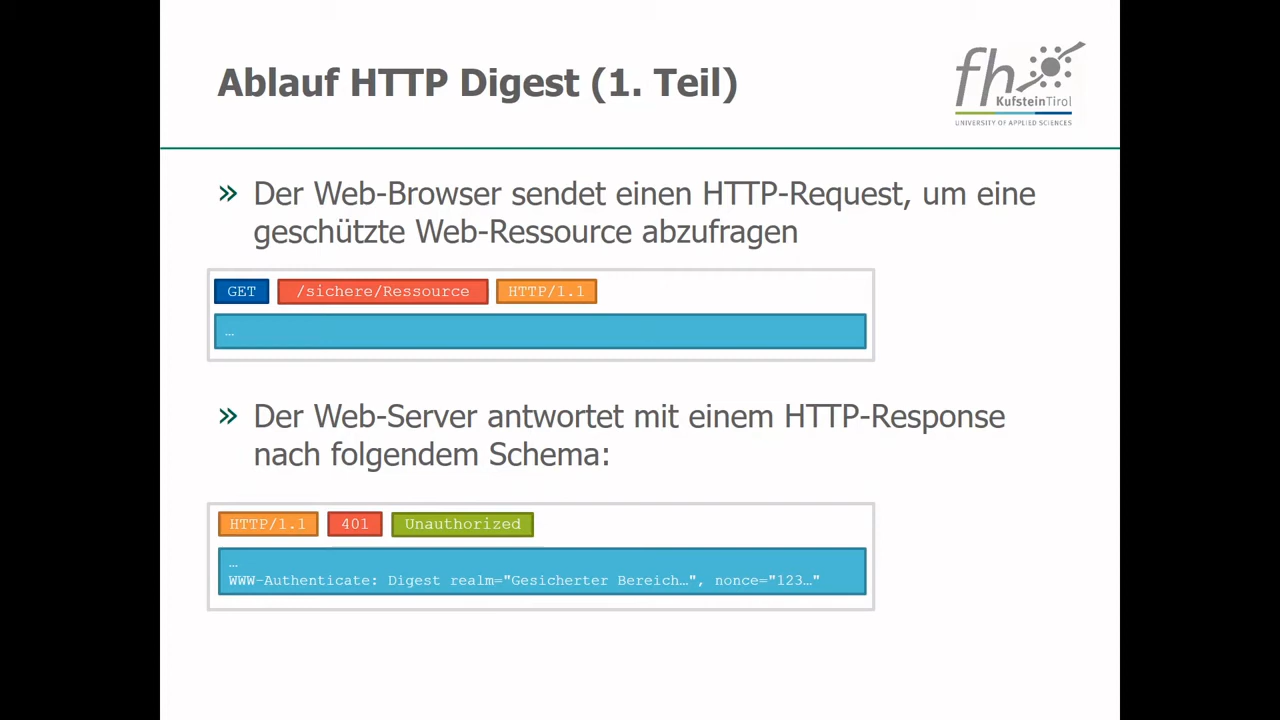 Ablauf HTTP Digest (1. Teil)
fh
KufsteinTirol
UNIVERSITY OF APPLIED SCIENCES
» Der Web-Browser sendet einen HTTP-Request, um eine
geschützte Web-Ressource abzufragen
GET /sichere/Ressource HTTP/1.1
…
» Der Web-Server antwortet mit einem HTTP-Response
nach folgendem Schema:
HTTP/1.1 401 Unauthorized
…
WWW-Authenticate: Digest realm="Gesicherter Bereich…", nonce="123…"